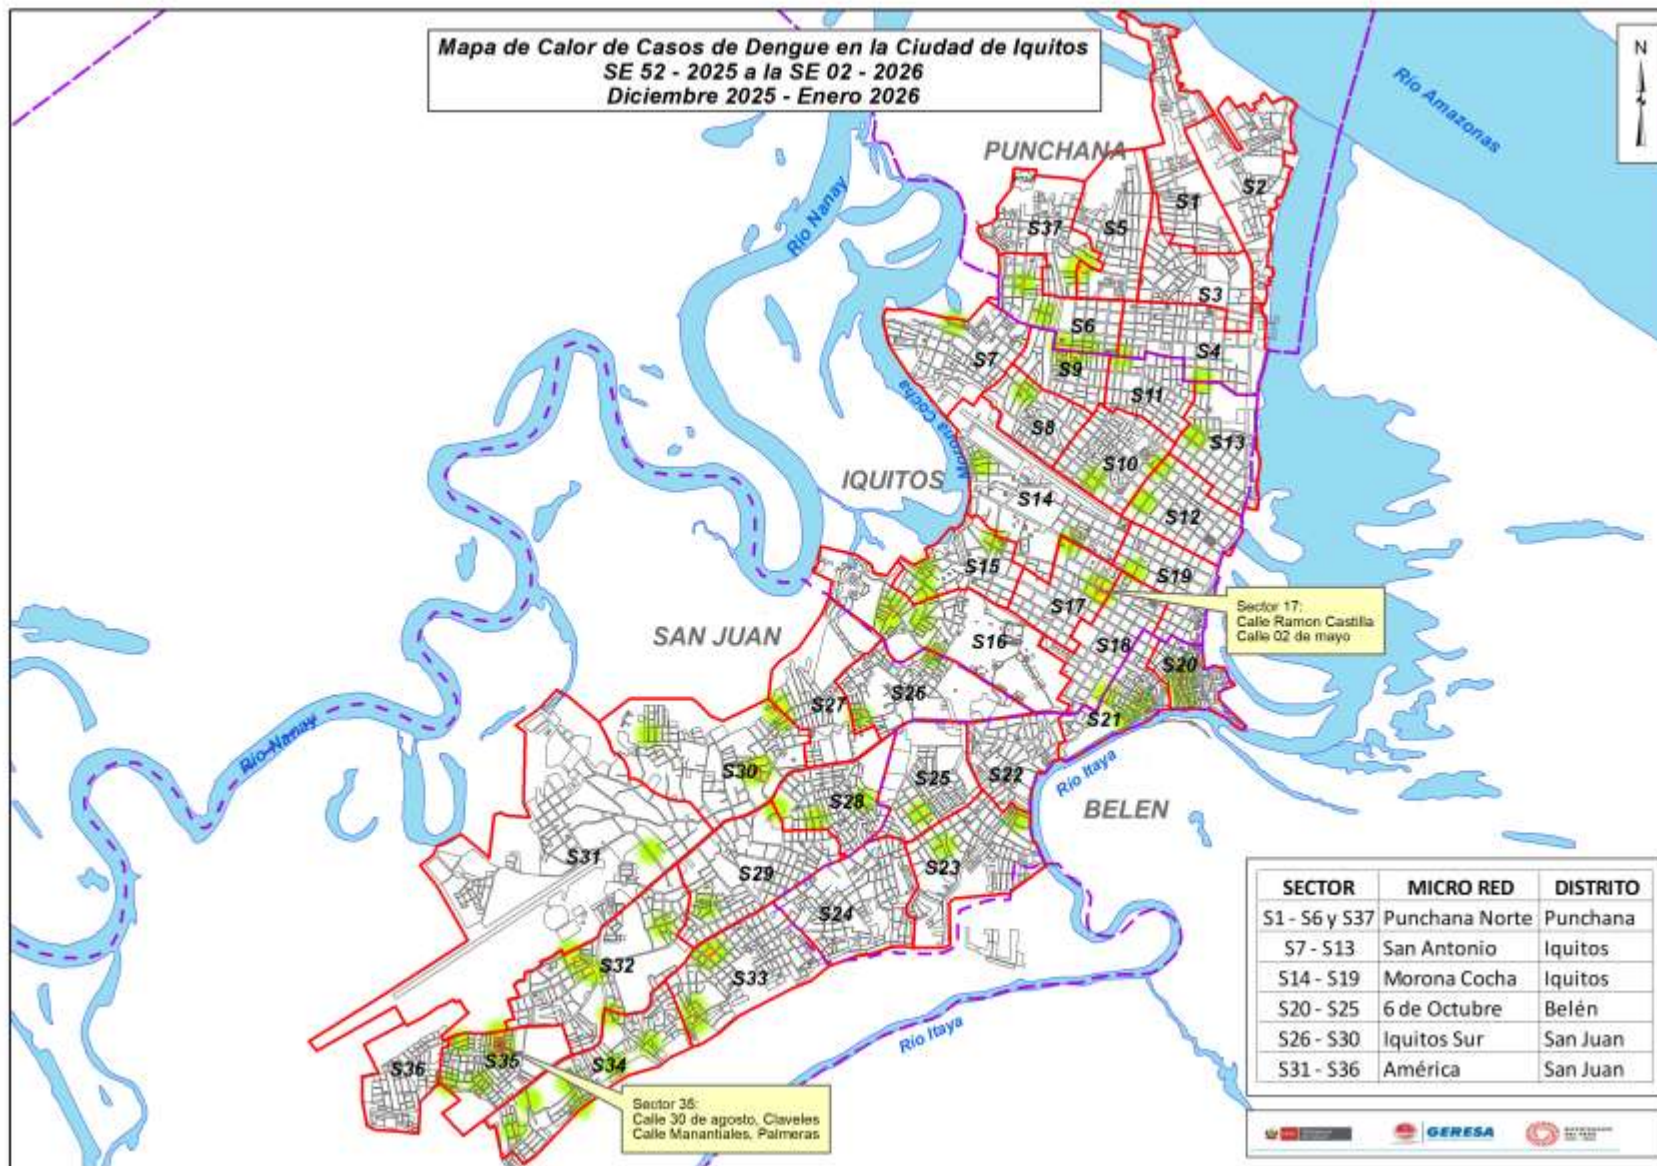 Mapa de Calor de Casos de Dengue en la Ciudad de Iquitos
SE 52 - 2025 a la SE 02 - 2026
Diciembre 2025 - Enero 2026
N
Río Amazonas
PUNCHANA
Río Nanay
S2
S1
S37
S5
S3
S6
S4
S7
S9
S11
Morona Cocha
S8
S13
S10
IQUITOS
S14
S12
S15
S19
S17
Sector 17:
Calle Ramon Castilla
Calle 02 de mayo
SAN JUAN
S16
S18
S20
S26
S27
S21
Río Nanay
S30
S25
S22
Río Itaya
S28
BELEN
S31
S29
S23
S24
S32
S33
Río Itaya
S36
S35
S34
Sector 35:
Calle 30 de agosto, Claveles
Calle Manantiales, Palmeras
SECTOR MICRO RED DISTRITO
S1 - S6 y S37 Punchana Norte Punchana
S7 - S13 San Antonio Iquitos
S14 - S19 Morona Cocha Iquitos
S20 - S25 6 de Octubre Belén
S26 - S30 Iquitos Sur San Juan
S31 - S36 América San Juan
GERESA